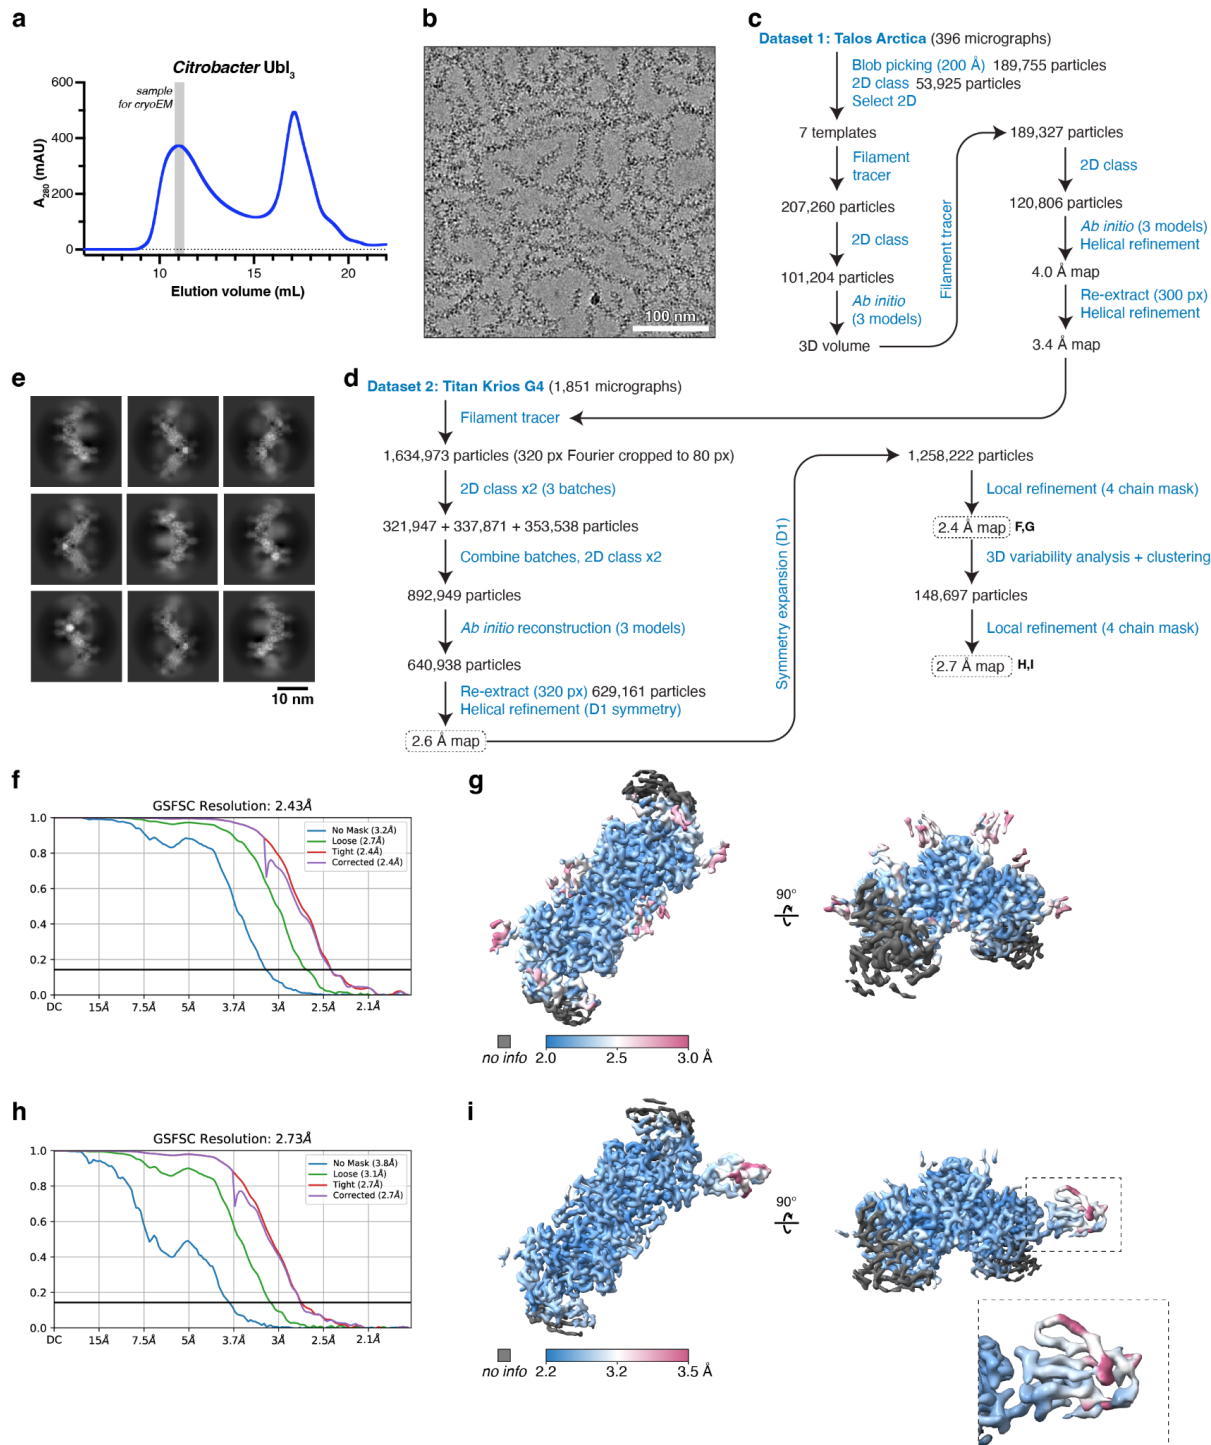 a
Citrobacter UbI3
sample
for cryoEM
600
400
200
0
A280 (mAU)
10
15
20
Elution volume (mL)
b
100 nm
c
Dataset 1: Talos Arctica (396 micrographs)
Blob picking (200 Å) 189,755 particles
2D class 53,925 particles
Select 2D
7 templates
Filament
tracer
207,260 particles
2D class
101,204 particles
Ab initio
(3 models)
3D volume
Filament tracer
189,327 particles
2D class
120,806 particles
Ab initio (3 models)
Helical refinement
4.0 Å map
Re-extract (300 px)
Helical refinement
3.4 Å map
d
Dataset 2: Titan Krios G4 (1,851 micrographs)
Filament tracer
1,634,973 particles (320 px Fourier cropped to 80 px)
2D class x2 (3 batches)
321,947 + 337,871 + 353,538 particles
Combine batches, 2D class x2
892,949 particles
Ab initio reconstruction (3 models)
640,938 particles
Re-extract (320 px) 629,161 particles
Helical refinement (D1 symmetry)
2.6 Å map
Symmetry expansion (D1)
1,258,222 particles
Local refinement (4 chain mask)
2.4 Å map F,G
3D variability analysis + clustering
148,697 particles
Local refinement (4 chain mask)
2.7 Å map H,I
e
10 nm
f
GSFSC Resolution: 2.43Å
1.0
0.8
0.6
0.4
0.2
0.0
No Mask (3.2Å)
Loose (2.7Å)
Tight (2.4Å)
Corrected (2.4Å)
DC
15Å
7.5Å
5Å
3.7Å
3Å
2.5Å
2.1Å
g
90°
no info
2.0
2.5
3.0 Å
h
GSFSC Resolution: 2.73Å
1.0
0.8
0.6
0.4
0.2
0.0
No Mask (3.8Å)
Loose (3.1Å)
Tight (2.7Å)
Corrected (2.7Å)
DC
15Å
7.5Å
5Å
3.7Å
3Å
2.5Å
2.1Å
i
90°
no info
2.2
3.2
3.5 Å